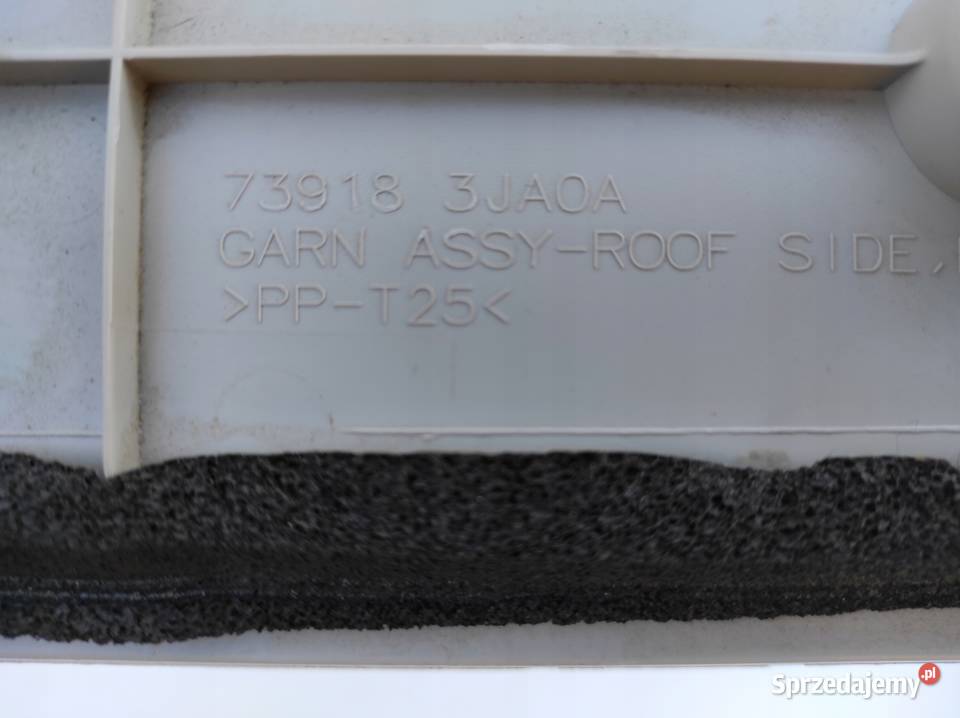 73918 3JA0A
GARN ASSY-ROOF SIDE,
>PP-T25<
Sprzedajemy.pl